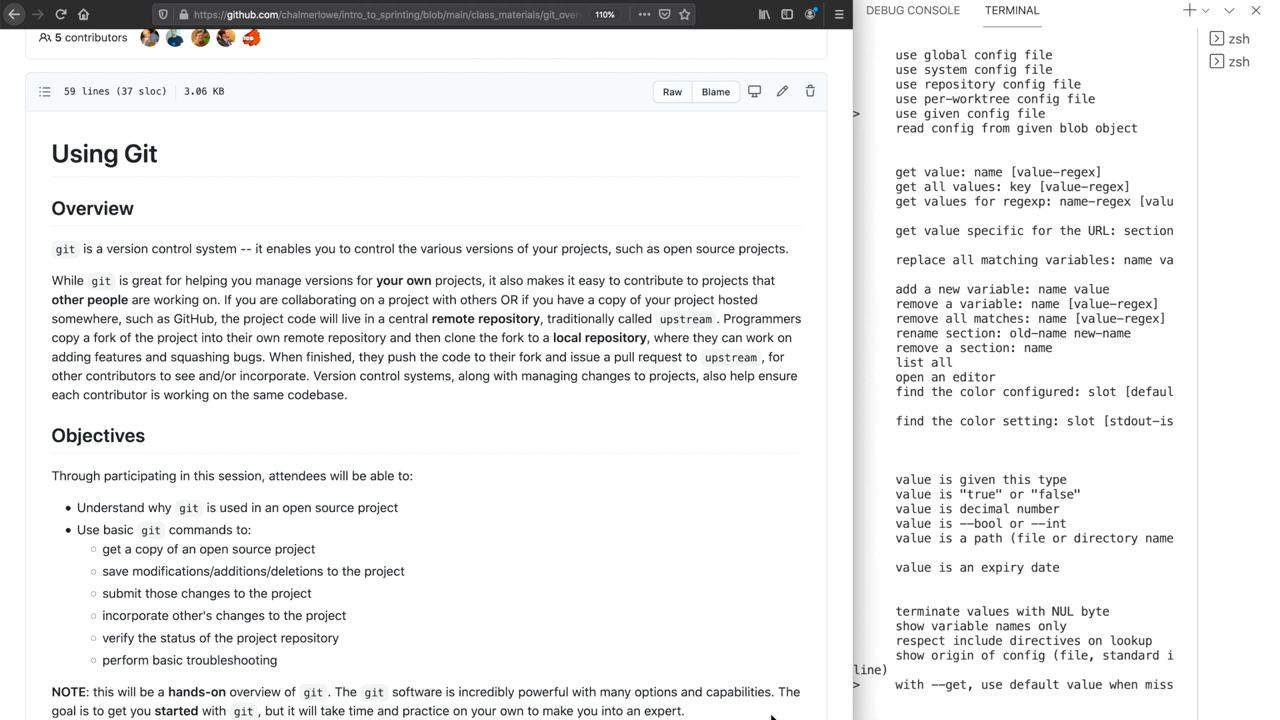 https://github.com/chalmerlowe/intro_to_sprinting/blob/main/class_materials/git_over
110%
5 contributors
59 lines (37 sloc)
3.06 KB
Raw
Blame
Using Git
Overview
git is a version control system -- it enables you to control the various versions of your projects, such as open source projects.
While git is great for helping you manage versions for your own projects, it also makes it easy to contribute to projects that
other people are working on. If you are collaborating on a project with others OR if you have a copy of your project hosted
somewhere, such as GitHub, the project code will live in a central remote repository, traditionally called upstream. Programmers
copy a fork of the project into their own remote repository and then clone the fork to a local repository, where they can work on
adding features and squashing bugs. When finished, they push the code to their fork and issue a pull request to upstream, for
other contributors to see and/or incorporate. Version control systems, along with managing changes to projects, also help ensure
each contributor is working on the same codebase.
Objectives
Through participating in this session, attendees will be able to:
• Understand why git is used in an open source project
• Use basic git commands to:
○ get a copy of an open source project
○ save modifications/additions/deletions to the project
○ submit those changes to the project
○ incorporate other's changes to the project
○ verify the status of the project repository
○ perform basic troubleshooting
NOTE: this will be a hands-on overview of git. The git software is incredibly powerful with many options and capabilities. The
goal is to get you started with git, but it will take time and practice on your own to make you into an expert.
DEBUG CONSOLE
TERMINAL
use global config file
use system config file
use repository config file
use per-worktree config file
> use given config file
read config from given blob object
get value: name [value-regex]
get all values: key [value-regex]
get values for regexp: name-regex [valu
get value specific for the URL: section
replace all matching variables: name va
add a new variable: name value
remove a variable: name [value-regex]
remove all matches: name [value-regex]
rename section: old-name new-name
remove a section: name
list all
open an editor
find the color configured: slot [defaul
find the color setting: slot [stdout-is
value is given this type
value is "true" or "false"
value is decimal number
value is --bool or --int
value is a path (file or directory name
value is an expiry date
terminate values with NUL byte
show variable names only
respect include directives on lookup
show origin of config (file, standard i
line)
> with --get, use default value when miss
zsh
zsh